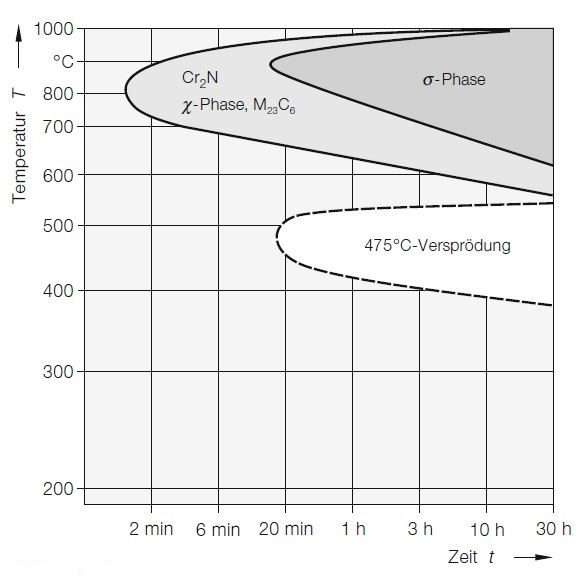 1000
°C
800
700
600
500
400
300
200
Temperatur T
Cr₂N
χ-Phase, M₂₃C₆
σ-Phase
475°C-Versprödung
2 min 6 min 20 min 1 h 3 h 10 h 30 h
Zeit t